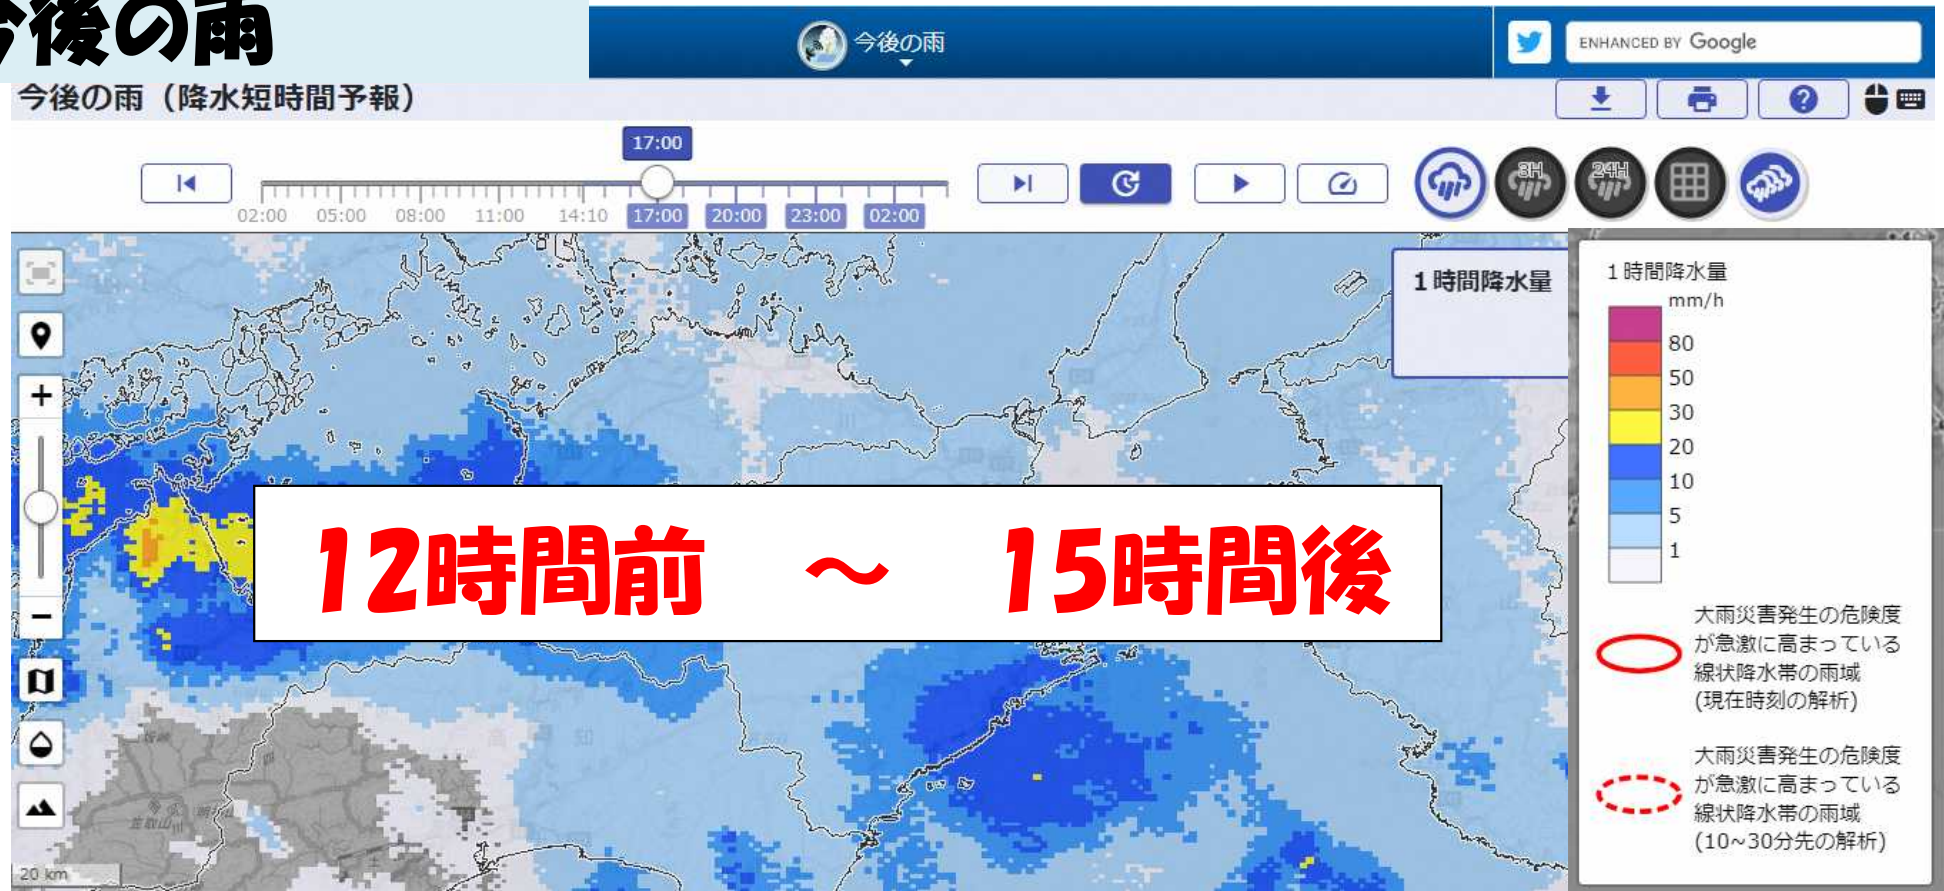 今後の雨
今後の雨
ENHANCED BY Google
今後の雨（降水短時間予報）
17:00
3H
24H
02:00 05:00 08:00 11:00 14:10 17:00 20:00 23:00 02:00
1時間降水量
1時間降水量
mm/h
80
50
30
20
10
5
1
12時間前 ～ 15時間後
大雨災害発生の危険度
が急激に高まっている
線状降水帯の雨域
(現在時刻の解析)
大雨災害発生の危険度
が急激に高まっている
線状降水帯の雨域
(10~30分先の解析)
知
20 km